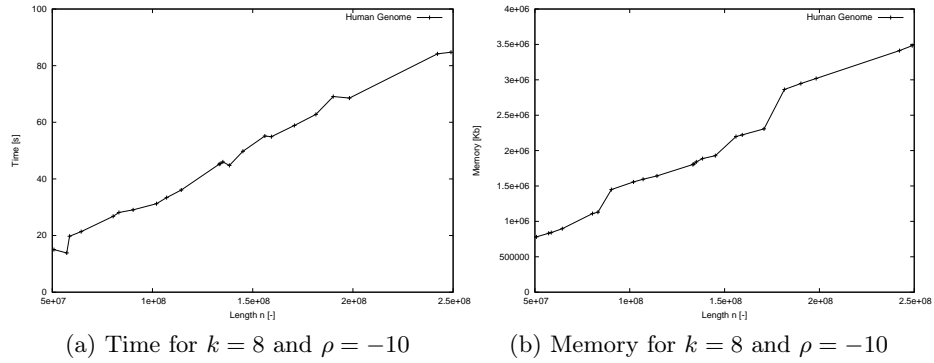 100
80
60
40
20
0
Time [s]
Human Genome
5e+07
1e+08
1.5e+08
2e+08
2.5e+08
Length n [-]
(a) Time for k = 8 and ρ = −10
4e+06
3.5e+06
3e+06
2.5e+06
2e+06
1.5e+06
1e+06
500000
0
Memory [Kb]
Human Genome
5e+07
1e+08
1.5e+08
2e+08
2.5e+08
Length n [-]
(b) Memory for k = 8 and ρ = −10